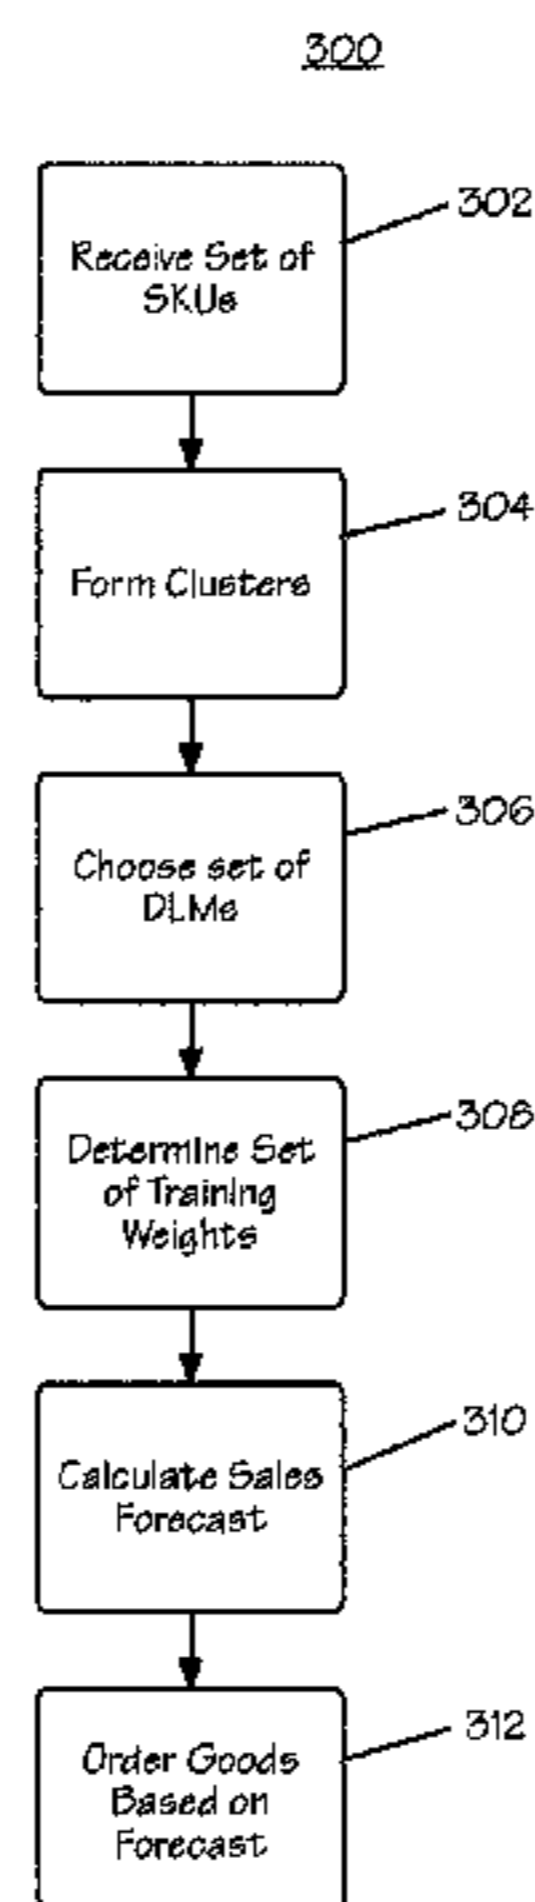 300
302
Receive Set of
SKUs
304
Form Clusters
306
Choose set of
DLMs
308
Determine Set
of Training
Weights
310
Calculate Sales
Forecast
312
Order Goods
Based on
Forecast